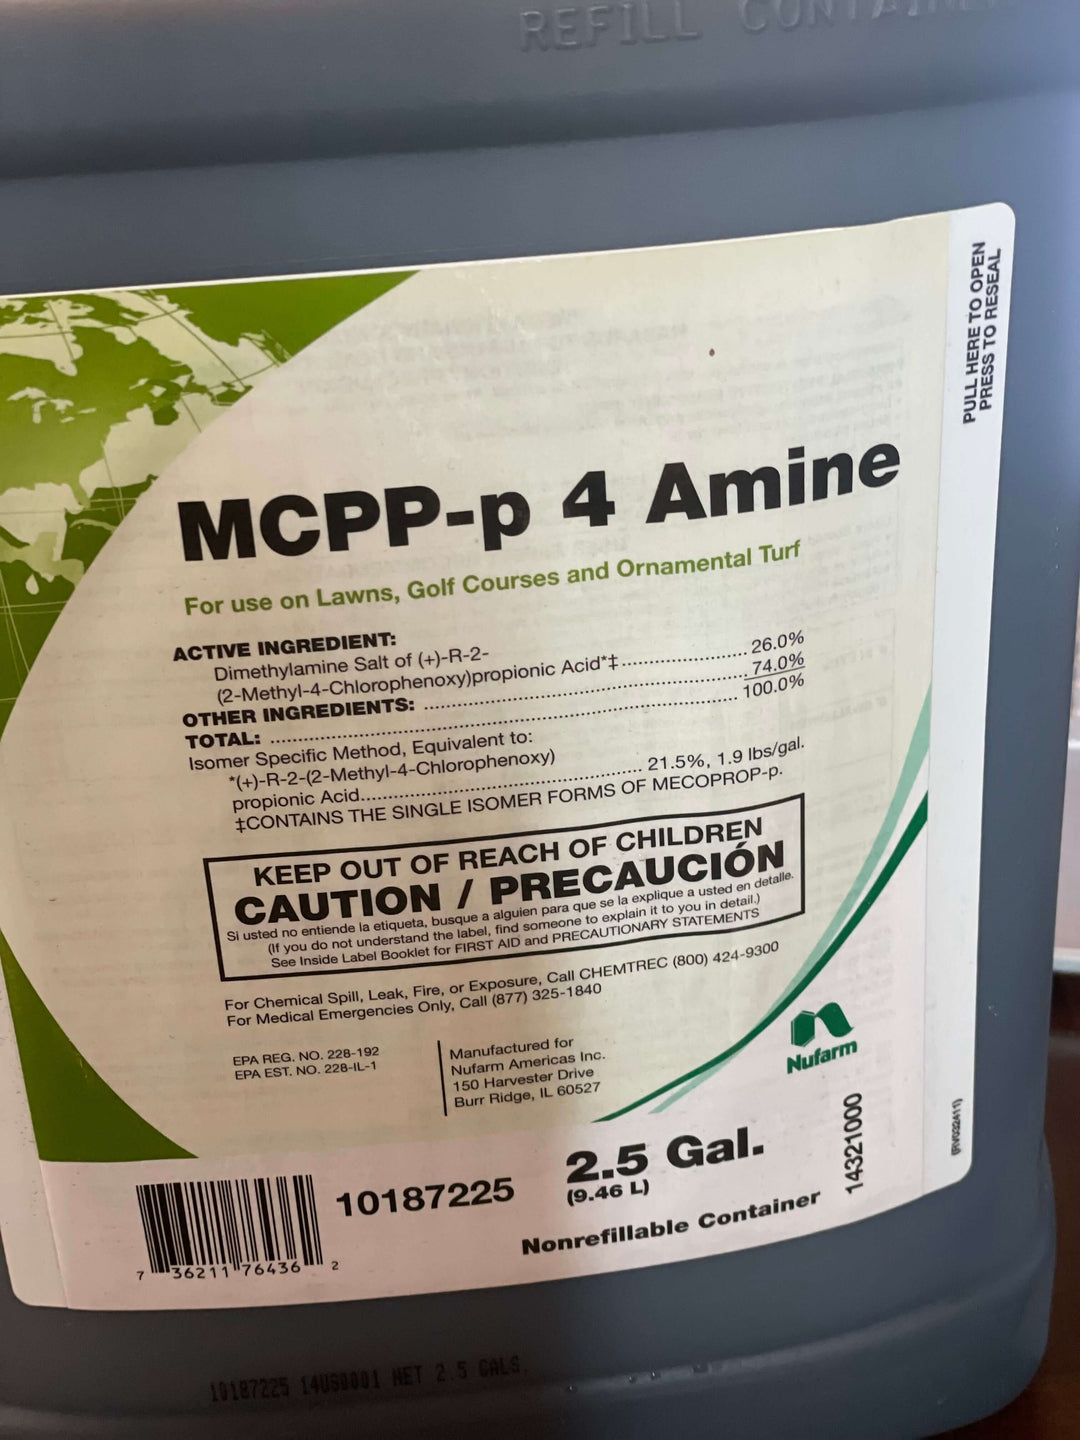 REFILL CONTAIN
PULL HERE TO OPEN
PRESS TO RESEAL
MCPP-p 4 Amine
For use on Lawns, Golf Courses and Ornamental Turf
ACTIVE INGREDIENT:
Dimethylamine Salt of (+)-R-2-
(2-Methyl-4-Chlorophenoxy)propionic Acid*‡ .................... 26.0%
OTHER INGREDIENTS: .................... 74.0%
TOTAL: .................... 100.0%
Isomer Specific Method, Equivalent to:
*(+)-R-2-(2-Methyl-4-Chlorophenoxy)
propionic Acid.................... 21.5%, 1.9 lbs/gal.
‡CONTAINS THE SINGLE ISOMER FORMS OF MECOPROP-p.
KEEP OUT OF REACH OF CHILDREN
CAUTION / PRECAUCIÓN
Si usted no entiende la etiqueta, busque a alguien para que se la explique a usted en detalle.
(If you do not understand the label, find someone to explain it to you in detail.)
See Inside Label Booklet for FIRST AID and PRECAUTIONARY STATEMENTS
For Chemical Spill, Leak, Fire, or Exposure, Call CHEMTREC (800) 424-9300
For Medical Emergencies Only, Call (877) 325-1840
EPA REG. NO. 228-192
EPA EST. NO. 228-IL-1
Manufactured for
Nufarm Americas Inc.
150 Harvester Drive
Burr Ridge, IL 60527
Nufarm
14321000
(RV032411)
2.5 Gal.
(9.46 L)
Nonrefillable Container
10187225
7 36211 76436 2
10187225 14US0001 NET 2.5 GALS.